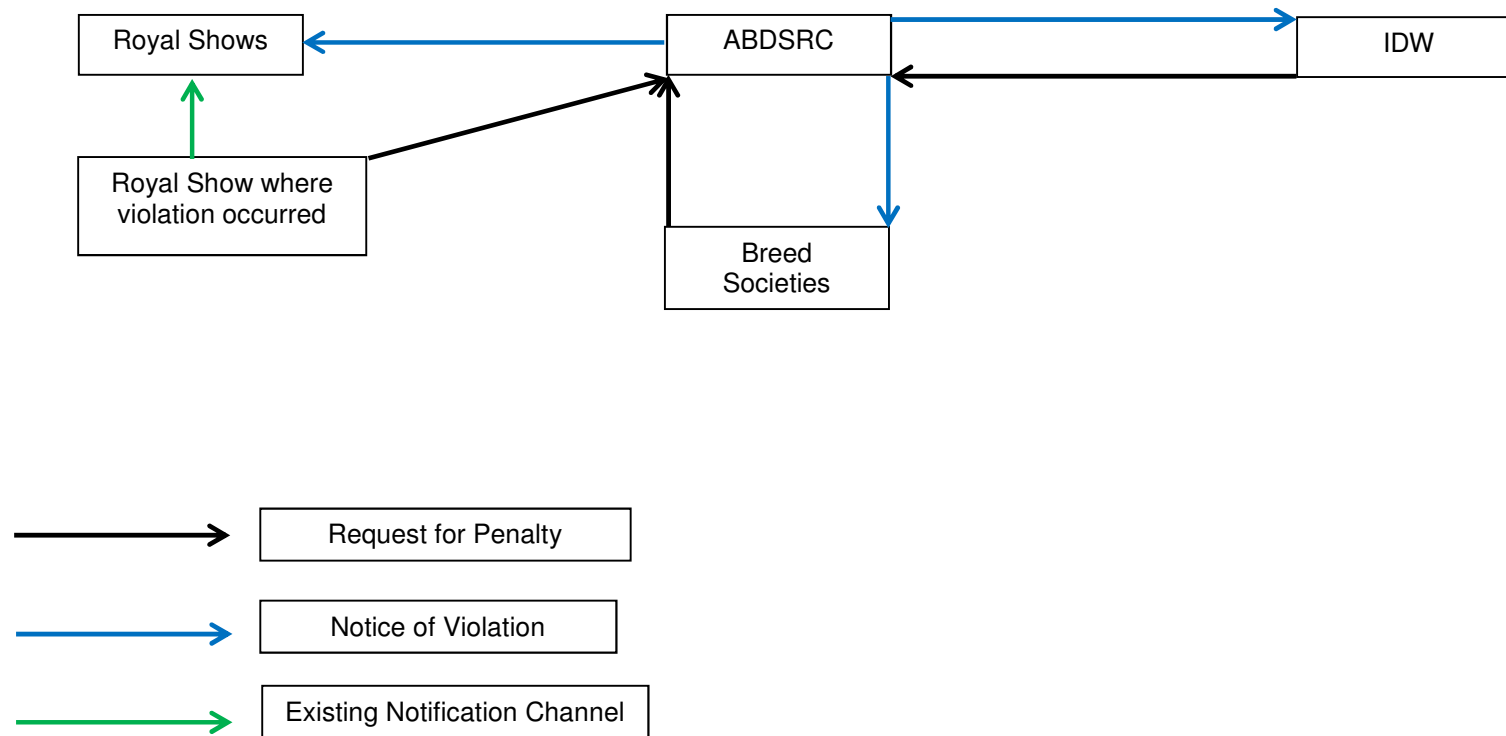 Royal Shows
ABDSRC
IDW
Royal Show where
violation occurred
Breed
Societies
Request for Penalty
Notice of Violation
Existing Notification Channel